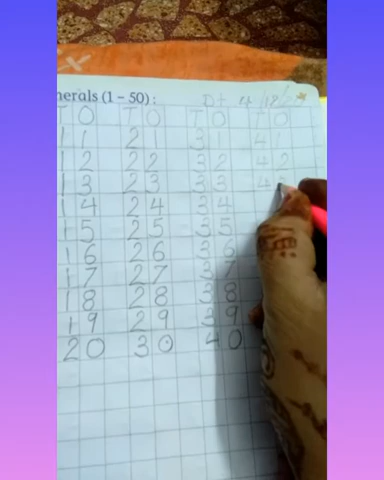 nerals (1 – 50) :
Dt
T O T O T O T O
1 1 2 1 3 1 4 1
1 2 2 2 3 2 4 2
1 3 2 3 3 3 4
1 4 2 4 3 4
1 5 2 5 3 5
1 6 2 6 3 6
1 7 2 7 3 7
1 8 2 8 3 8
1 9 2 9 3 9
2 0 3 0 4 0